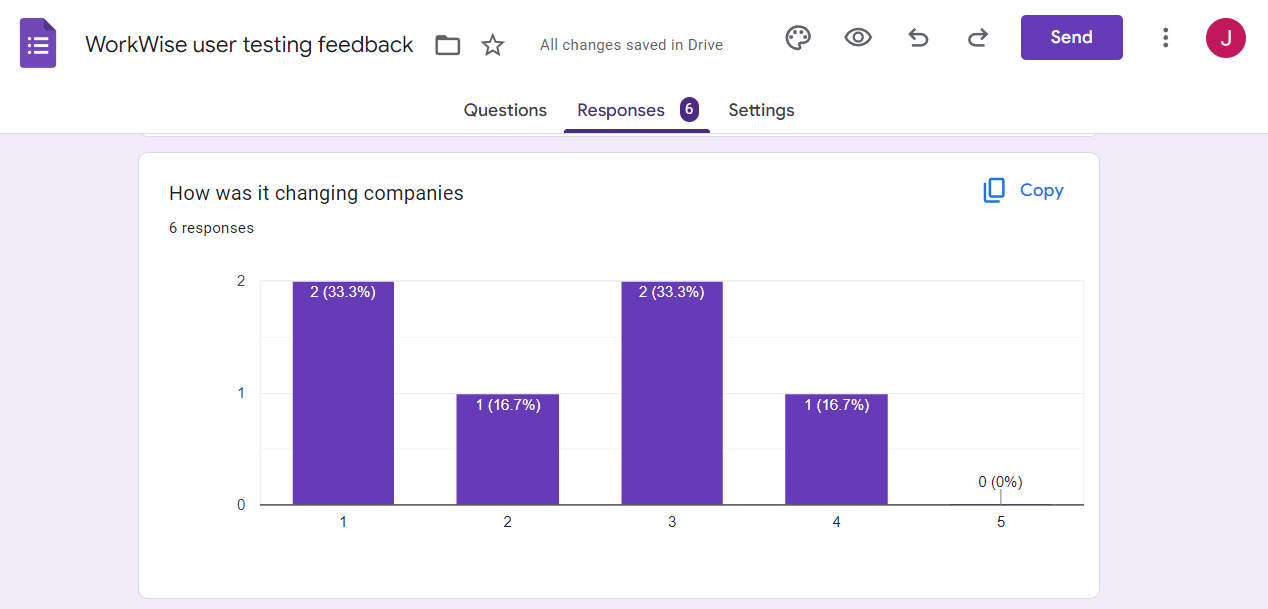 WorkWise user testing feedback
All changes saved in Drive
Send
J
Questions
Responses 6
Settings
How was it changing companies
Copy
6 responses
2
2 (33.3%)
2 (33.3%)
1
1 (16.7%)
1 (16.7%)
0 (0%)
0
1
2
3
4
5